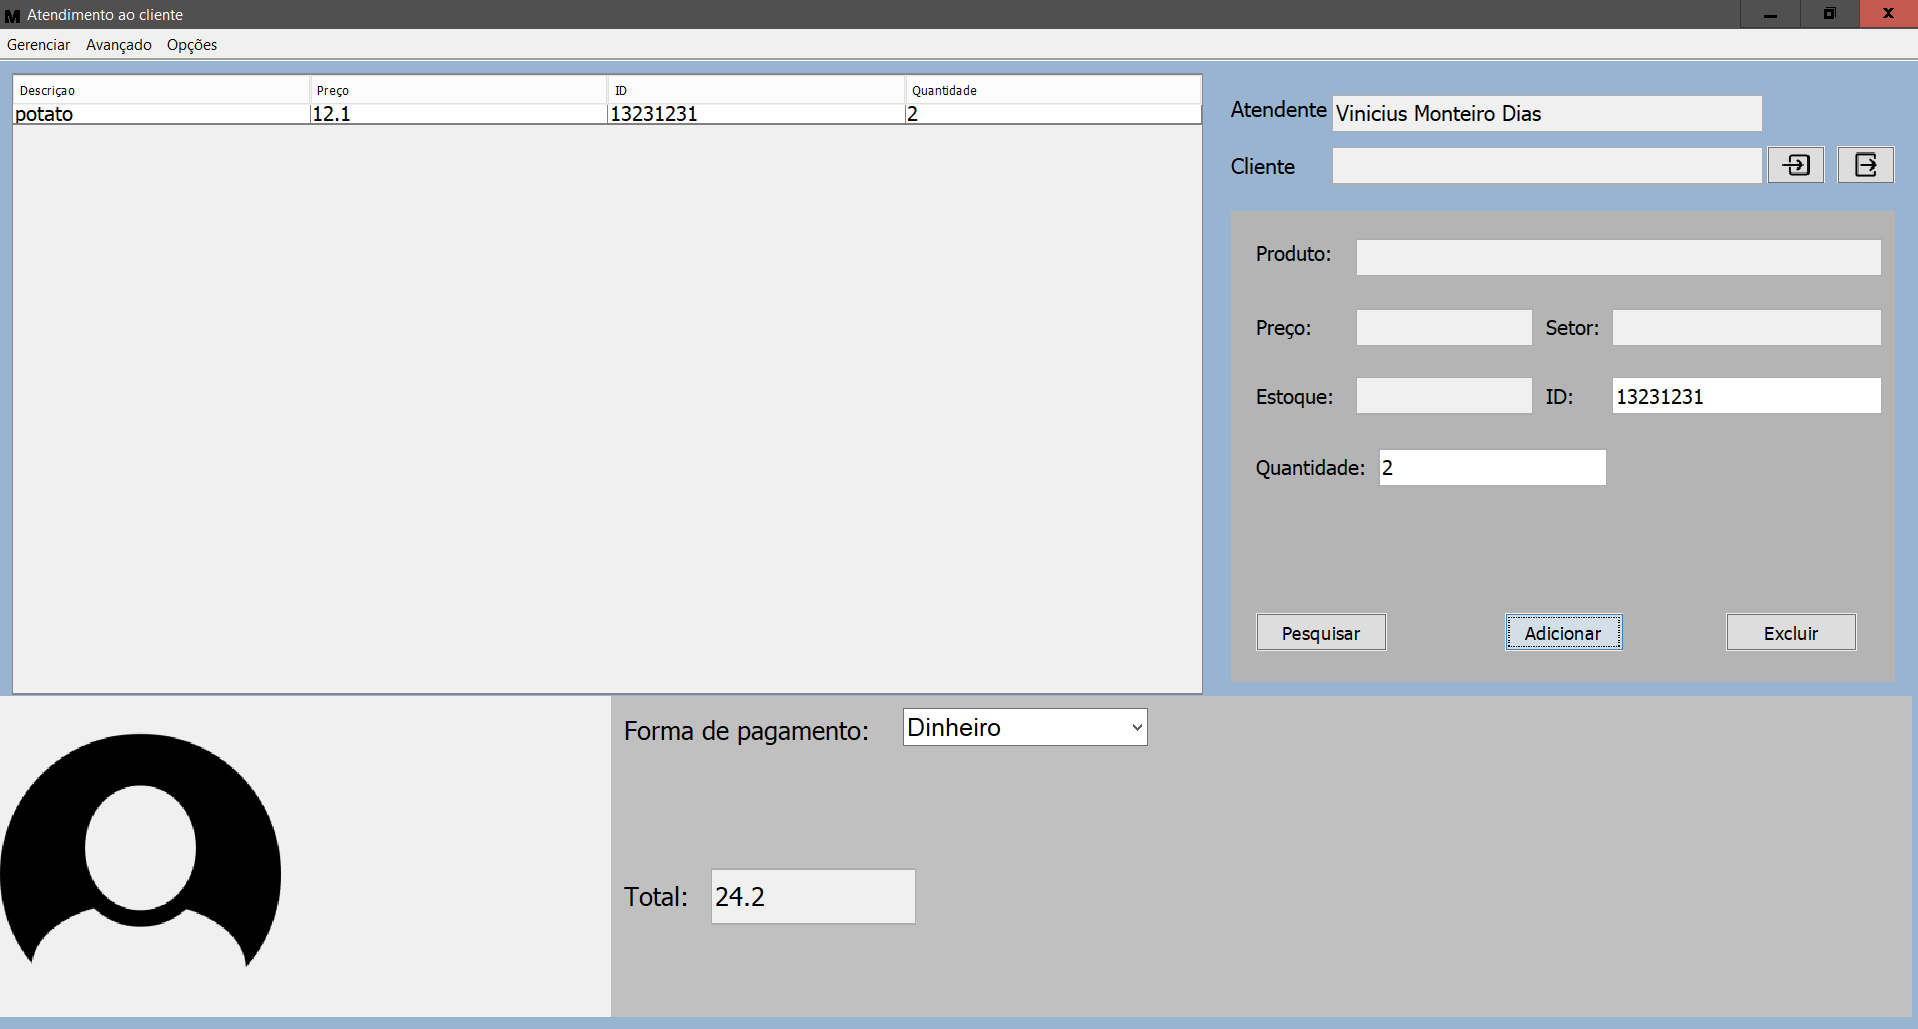 M Atendimento ao cliente
Gerenciar Avançado Opções
Descriçao Preço ID Quantidade
potato 12.1 13231231 2
Atendente Vinicius Monteiro Dias
Cliente
Produto:
Preço: Setor:
Estoque: ID: 13231231
Quantidade: 2
Pesquisar Adicionar Excluir
Forma de pagamento: Dinheiro
Total: 24.2